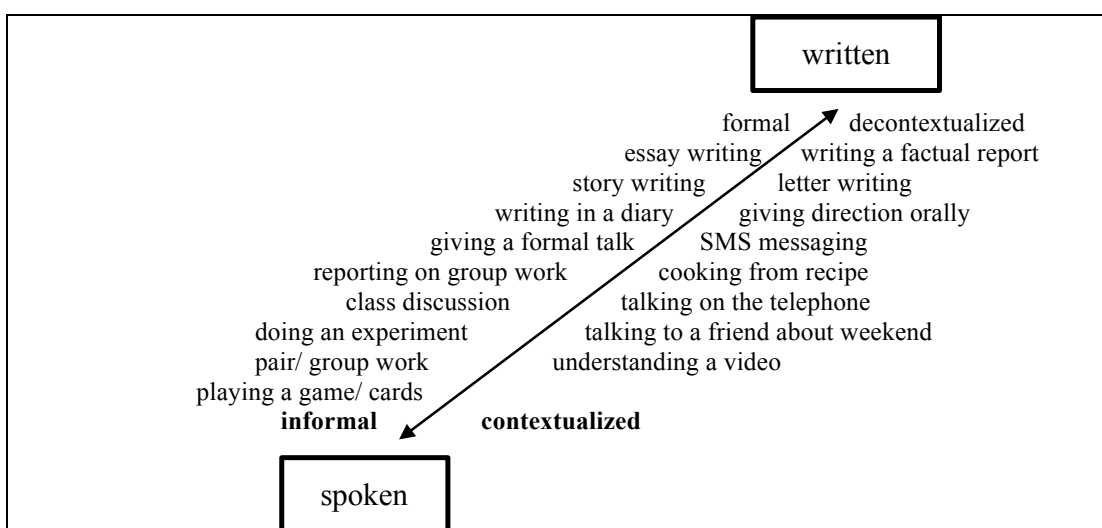 written
formal decontextualized
essay writing writing a factual report
story writing letter writing
writing in a diary giving direction orally
giving a formal talk SMS messaging
reporting on group work cooking from recipe
class discussion talking on the telephone
doing an experiment talking to a friend about weekend
pair/ group work understanding a video
playing a game/ cards
informal contextualized
spoken